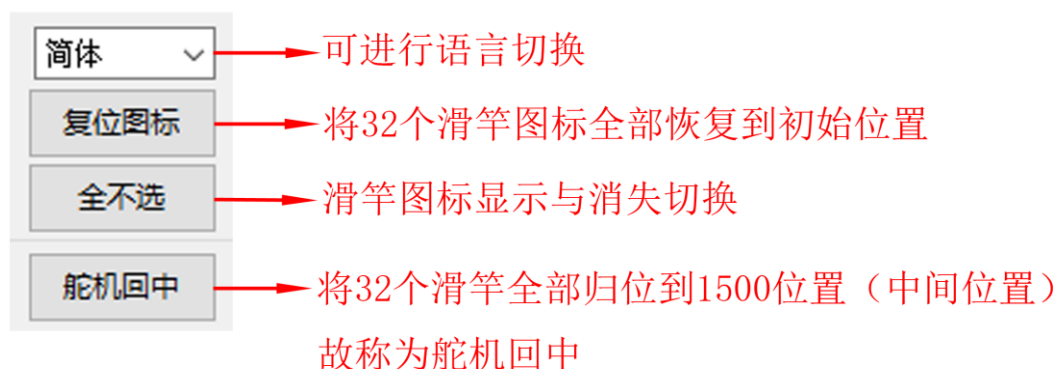 简体
可进行语言切换
复位图标
将32个滑竿图标全部恢复到初始位置
全不选
滑竿图标显示与消失切换
舵机回中
将32个滑竿全部归位到1500位置（中间位置）
故称为舵机回中